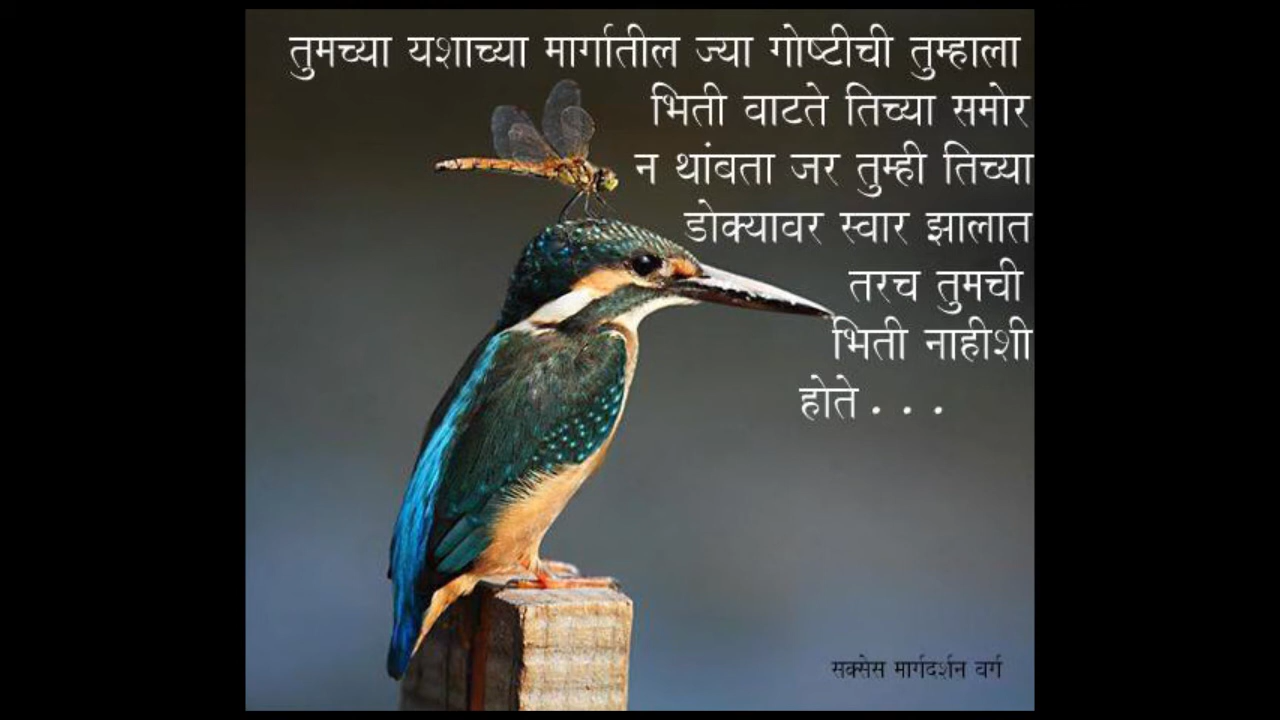 तुमच्या यशाच्या मार्गातील ज्या गोष्टीची तुम्हाला
भिती वाटते तिच्या समोर
न थांबता जर तुम्ही तिच्या
डोक्यावर स्वार झालात
तरच तुमची
भिती नाहीशी
होते . . .
सक्सेस मार्गदर्शन वर्ग